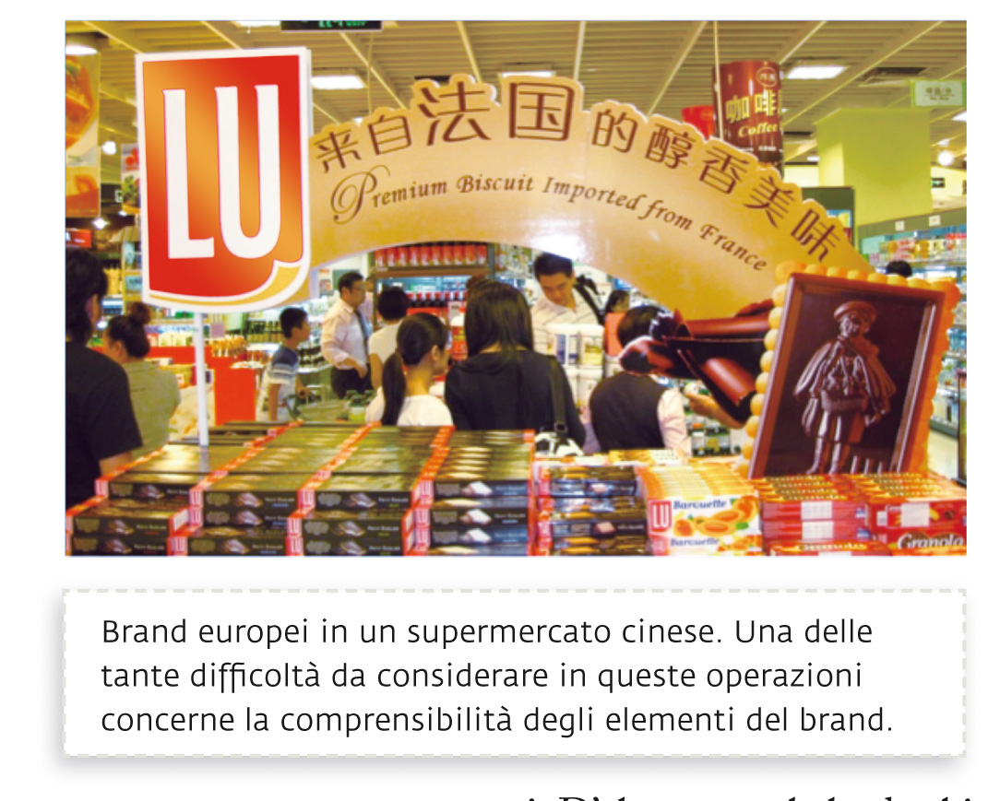 LU
来自法国的醇香美味
Premium Biscuit Imported from France
咖啡
Coffee
LU
Barquette
Barquette
Granola
Brand europei in un supermercato cinese. Una delle
tante difficoltà da considerare in queste operazioni
concerne la comprensibilità degli elementi del brand.